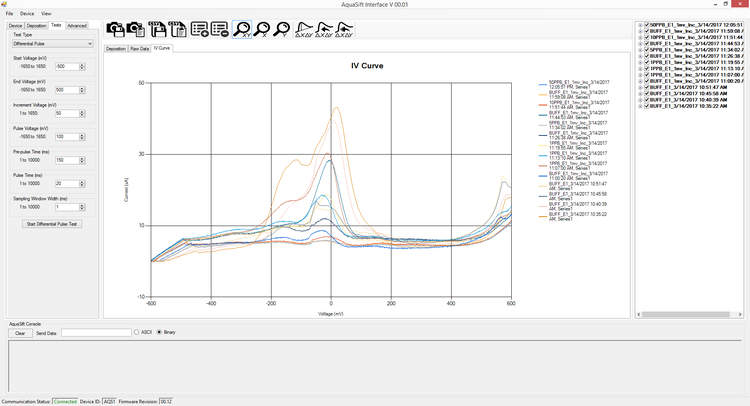 AquaSift Interface V 00.01
File Device View
Device Deposition Tests Advanced
Test Type
Differential Pulse
Start Voltage (mV)
-1650 to 1650: -500
End Voltage (mV)
-1650 to 1650: 500
Increment Voltage (mV)
1 to 1650: 50
Pulse Voltage (mV)
-1650 to 1650: 100
Pre-pulse Time (ms)
1 to 10000 150
Pulse Time (ms)
1 to 10000 20
Sampling Window Width (ms)
1 to 10000 1
Start Differential Pulse Test
XY X Y ΔXΔY ΔXΔY ΔXΔY
Deposition Raw Data IV Curve
IV Curve
50
30
10
-10
Current (uA)
-600 -400 -200 0 200 400 600
Voltage (mV)
50PPB_E1_1mv_Inc_3/14/2017
12:05:51 PM, Series1
BUFF_E1_1mv_Inc_3/14/2017
11:59:08 AM, Series1
10PPB_E1_1mv_Inc_3/14/2017
11:51:44 AM, Series1
BUFF_E1_1mv_Inc_3/14/2017
11:44:53 AM, Series1
5PPB_E1_1mv_Inc_3/14/2017
11:34:02 AM, Series1
BUFF_E1_1mv_Inc_3/14/2017
11:26:38 AM, Series1
1PPB_E1_1mv_Inc_3/14/2017
11:19:55 AM, Series1
1PPB_E1_1mv_Inc_3/14/2017
11:13:10 AM, Series1
1PPB_E1_1mv_Inc_3/14/2017
11:07:00 AM, Series1
BUFF_E1_1mv_Inc_3/14/2017
11:00:20 AM, Series1
BUFF_E1_3/14/2017 10:51:47
AM, Series1
BUFF_E1_3/14/2017 10:45:58
AM, Series1
BUFF_E1_3/14/2017 10:40:39
AM, Series1
BUFF_E1_3/14/2017 10:35:22
AM, Series1
50PPB_E1_1mv_Inc_3/14/2017 12:05:51
BUFF_E1_1mv_Inc_3/14/2017 11:59:08 A
10PPB_E1_1mv_Inc_3/14/2017 11:51:44
BUFF_E1_1mv_Inc_3/14/2017 11:44:53 A
5PPB_E1_1mv_Inc_3/14/2017 11:34:02 A
BUFF_E1_1mv_Inc_3/14/2017 11:26:38 A
1PPB_E1_1mv_Inc_3/14/2017 11:19:55 A
1PPB_E1_1mv_Inc_3/14/2017 11:13:10 A
1PPB_E1_1mv_Inc_3/14/2017 11:07:00 A
BUFF_E1_1mv_Inc_3/14/2017 11:00:20 A
BUFF_E1_3/14/2017 10:51:47 AM
BUFF_E1_3/14/2017 10:45:58 AM
BUFF_E1_3/14/2017 10:40:39 AM
BUFF_E1_3/14/2017 10:35:22 AM
AquaSift Console
Clear Send Data: ASCII Binary
Communication Status: Connected Device ID: AQS1 Firmware Revision: 00.12